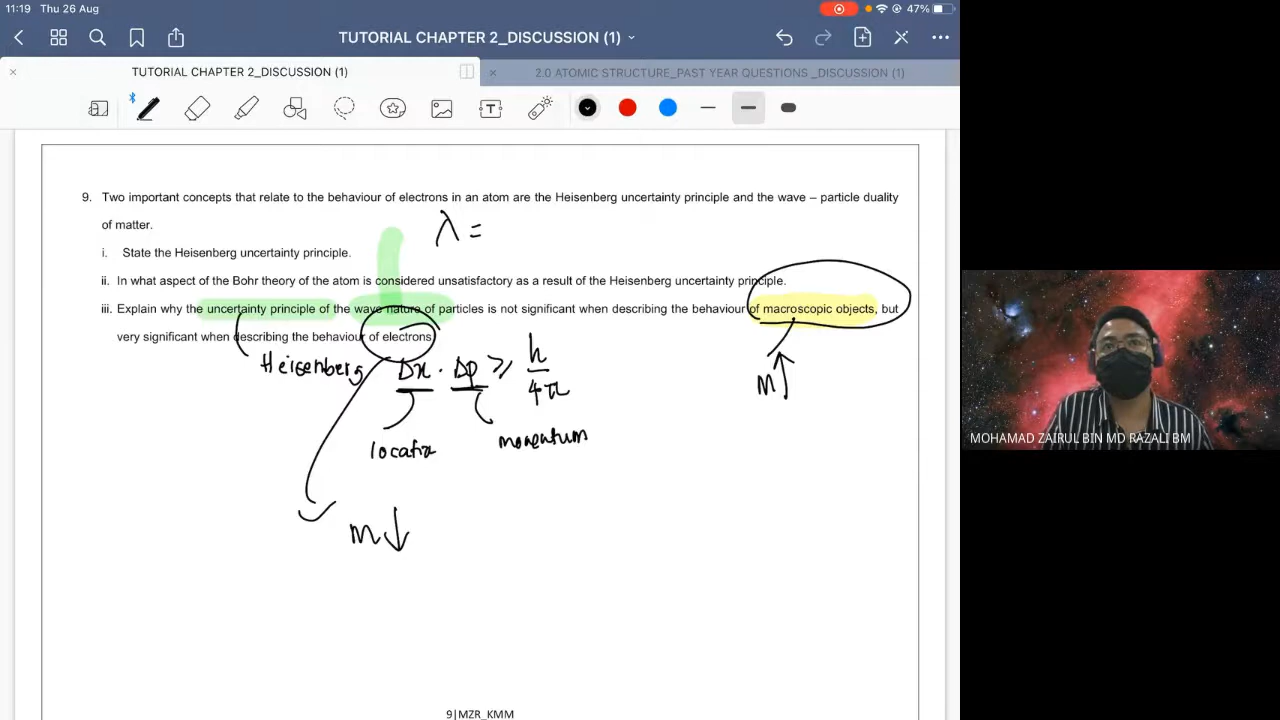 11:19 Thu 26 Aug
47%
TUTORIAL CHAPTER 2_DISCUSSION (1)
TUTORIAL CHAPTER 2_DISCUSSION (1)
2.0 ATOMIC STRUCTURE_PAST YEAR QUESTIONS _DISCUSSION (1)
9. Two important concepts that relate to the behaviour of electrons in an atom are the Heisenberg uncertainty principle and the wave – particle duality
of matter.
λ =
i. State the Heisenberg uncertainty principle.
ii. In what aspect of the Bohr theory of the atom is considered unsatisfactory as a result of the Heisenberg uncertainty principle.
iii. Explain why the uncertainty principle of the wave nature of particles is not significant when describing the behaviour of macroscopic objects, but
very significant when describing the behaviour of electrons
Heisenberg Δx · Δp ≥ h/4π
m↑
locatn momentum
m↓
9|MZR_KMM
MOHAMAD ZAIRUL BIN MD RAZALI BM